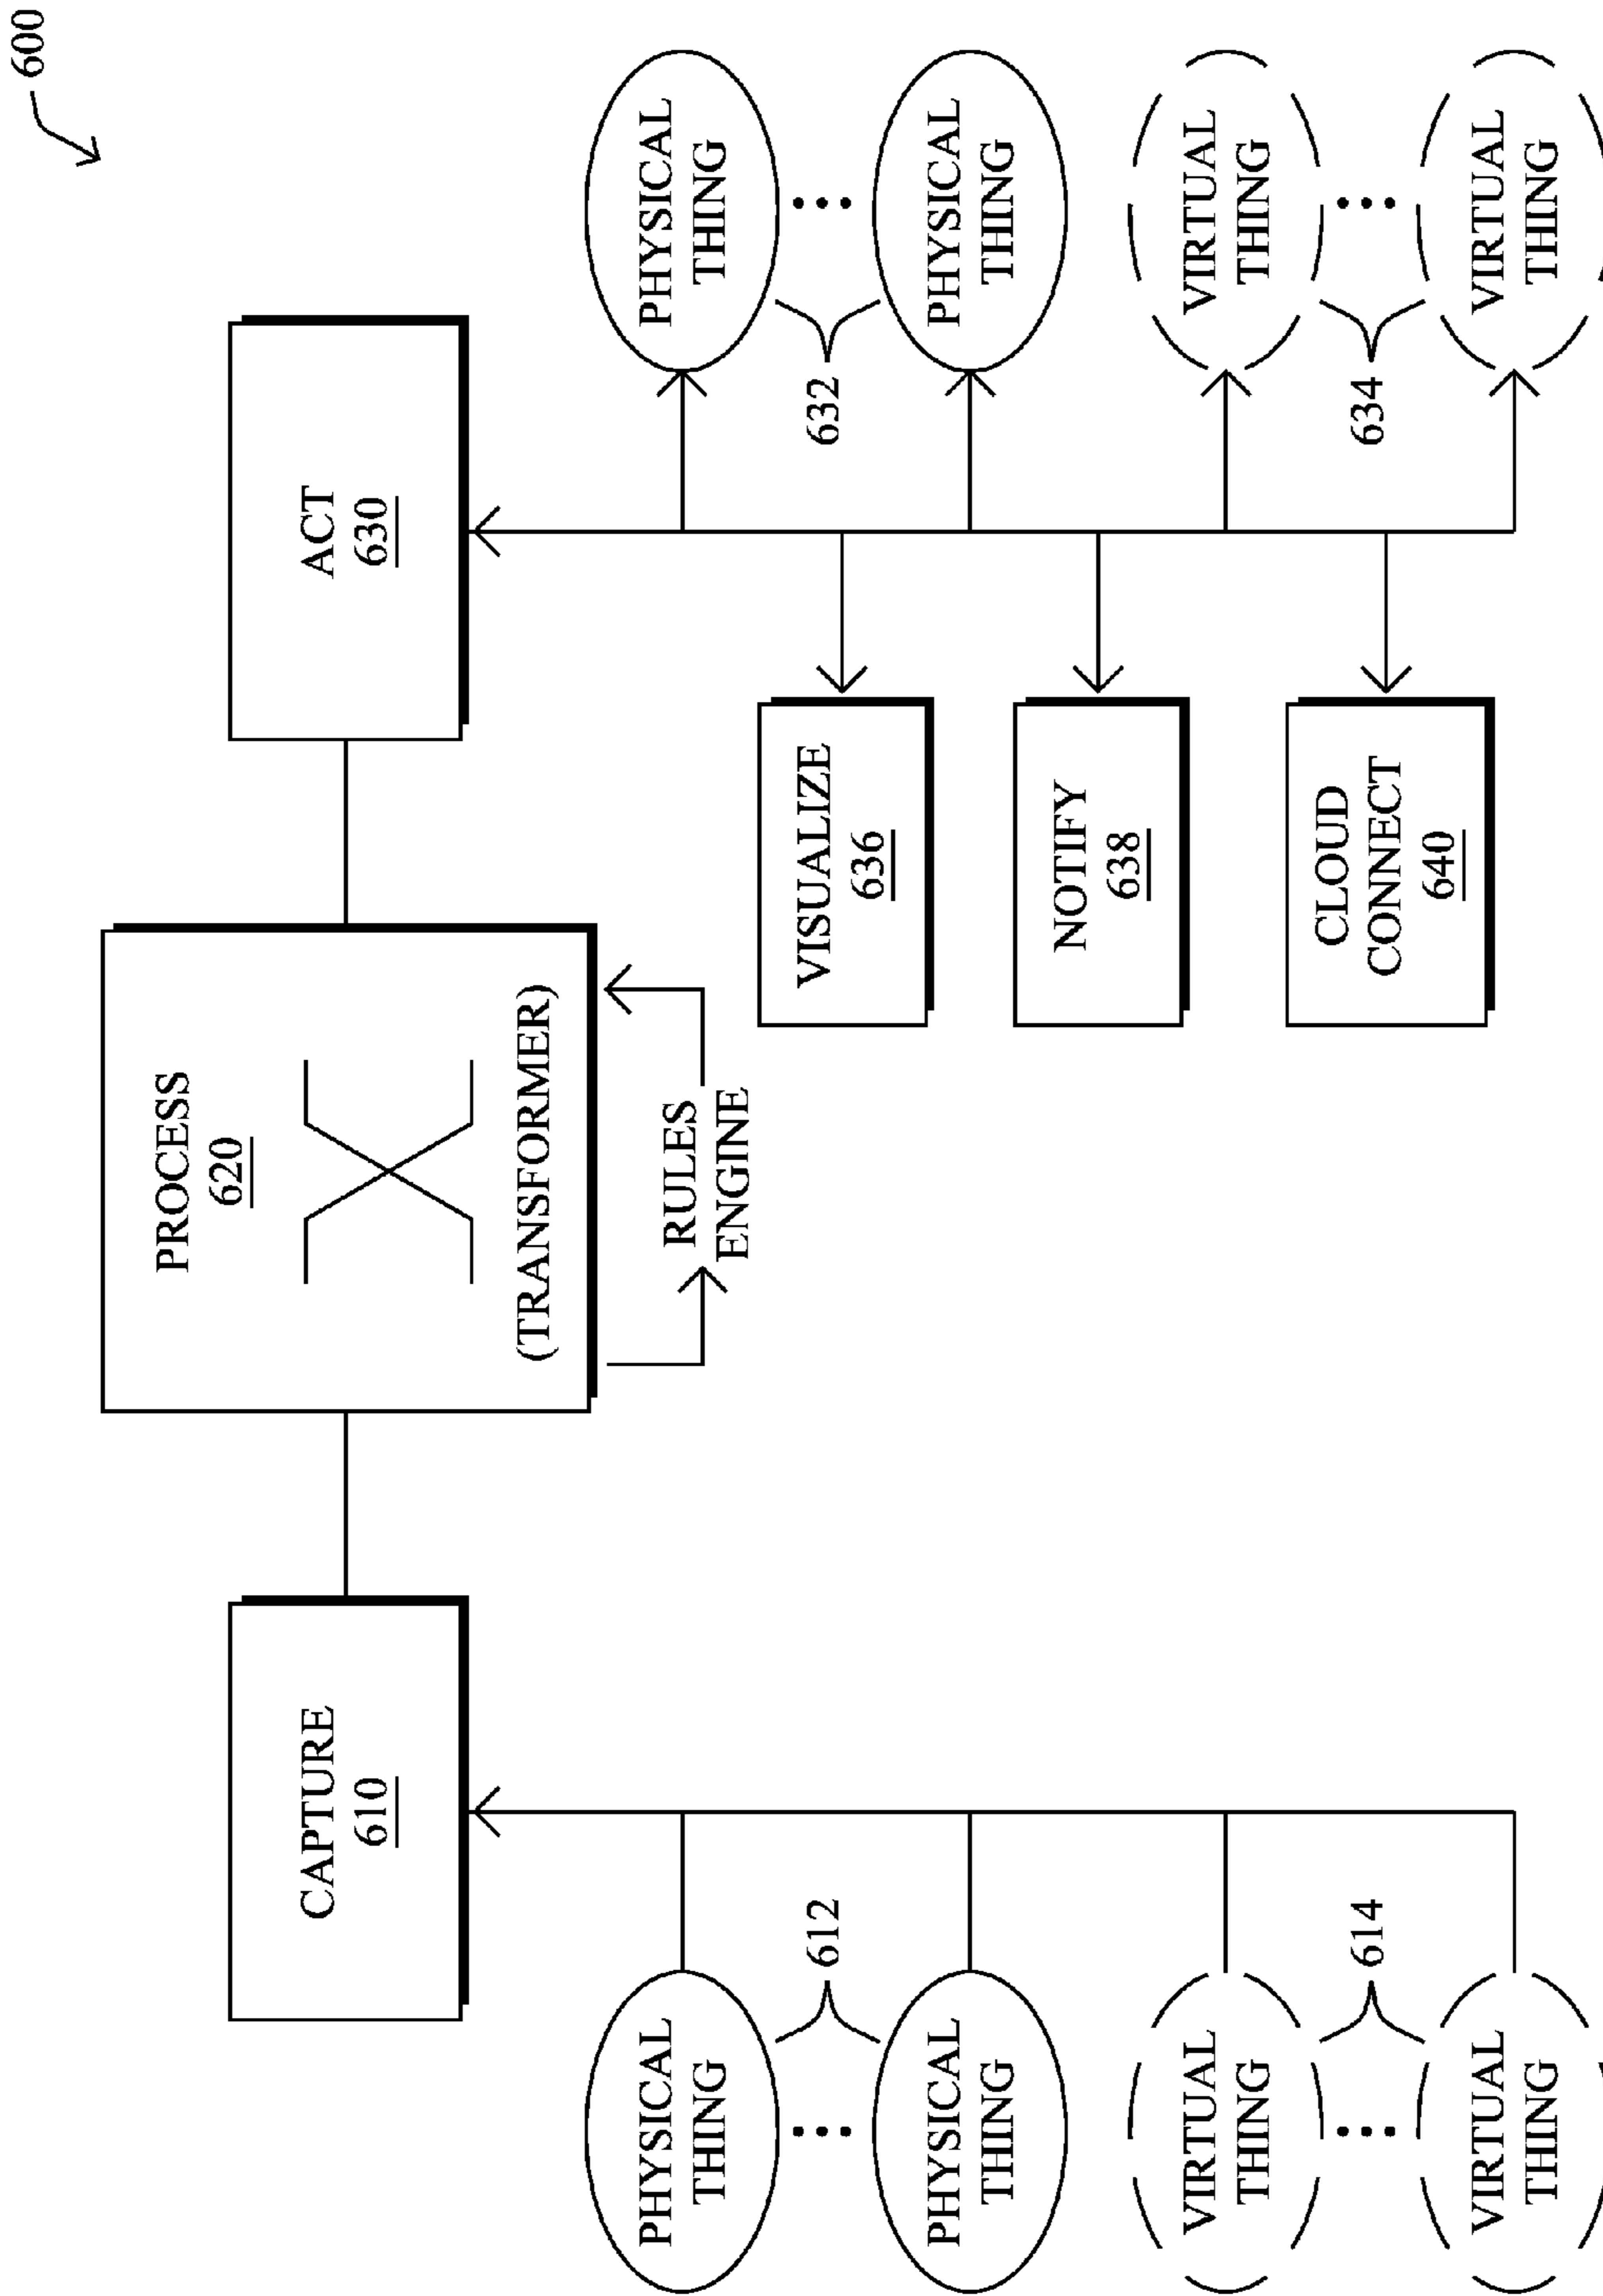 600
CAPTURE
610
PROCESS
620
(TRANSFORMER)
RULES
ENGINE
ACT
630
PHYSICAL
THING
612
PHYSICAL
THING
VIRTUAL
THING
614
VIRTUAL
THING
VISUALIZE
636
NOTIFY
638
CLOUD
CONNECT
640
PHYSICAL
THING
632
PHYSICAL
THING
VIRTUAL
THING
634
VIRTUAL
THING